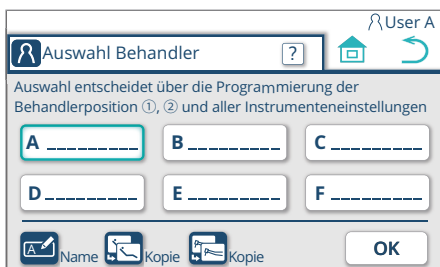 User A
Auswahl Behandler ?
Auswahl entscheidet über die Programmierung der
Behandlerposition ①, ② und aller Instrumenteneinstellungen
A _________ B _________ C _________
D _________ E _________ F _________
A Name Kopie Kopie OK